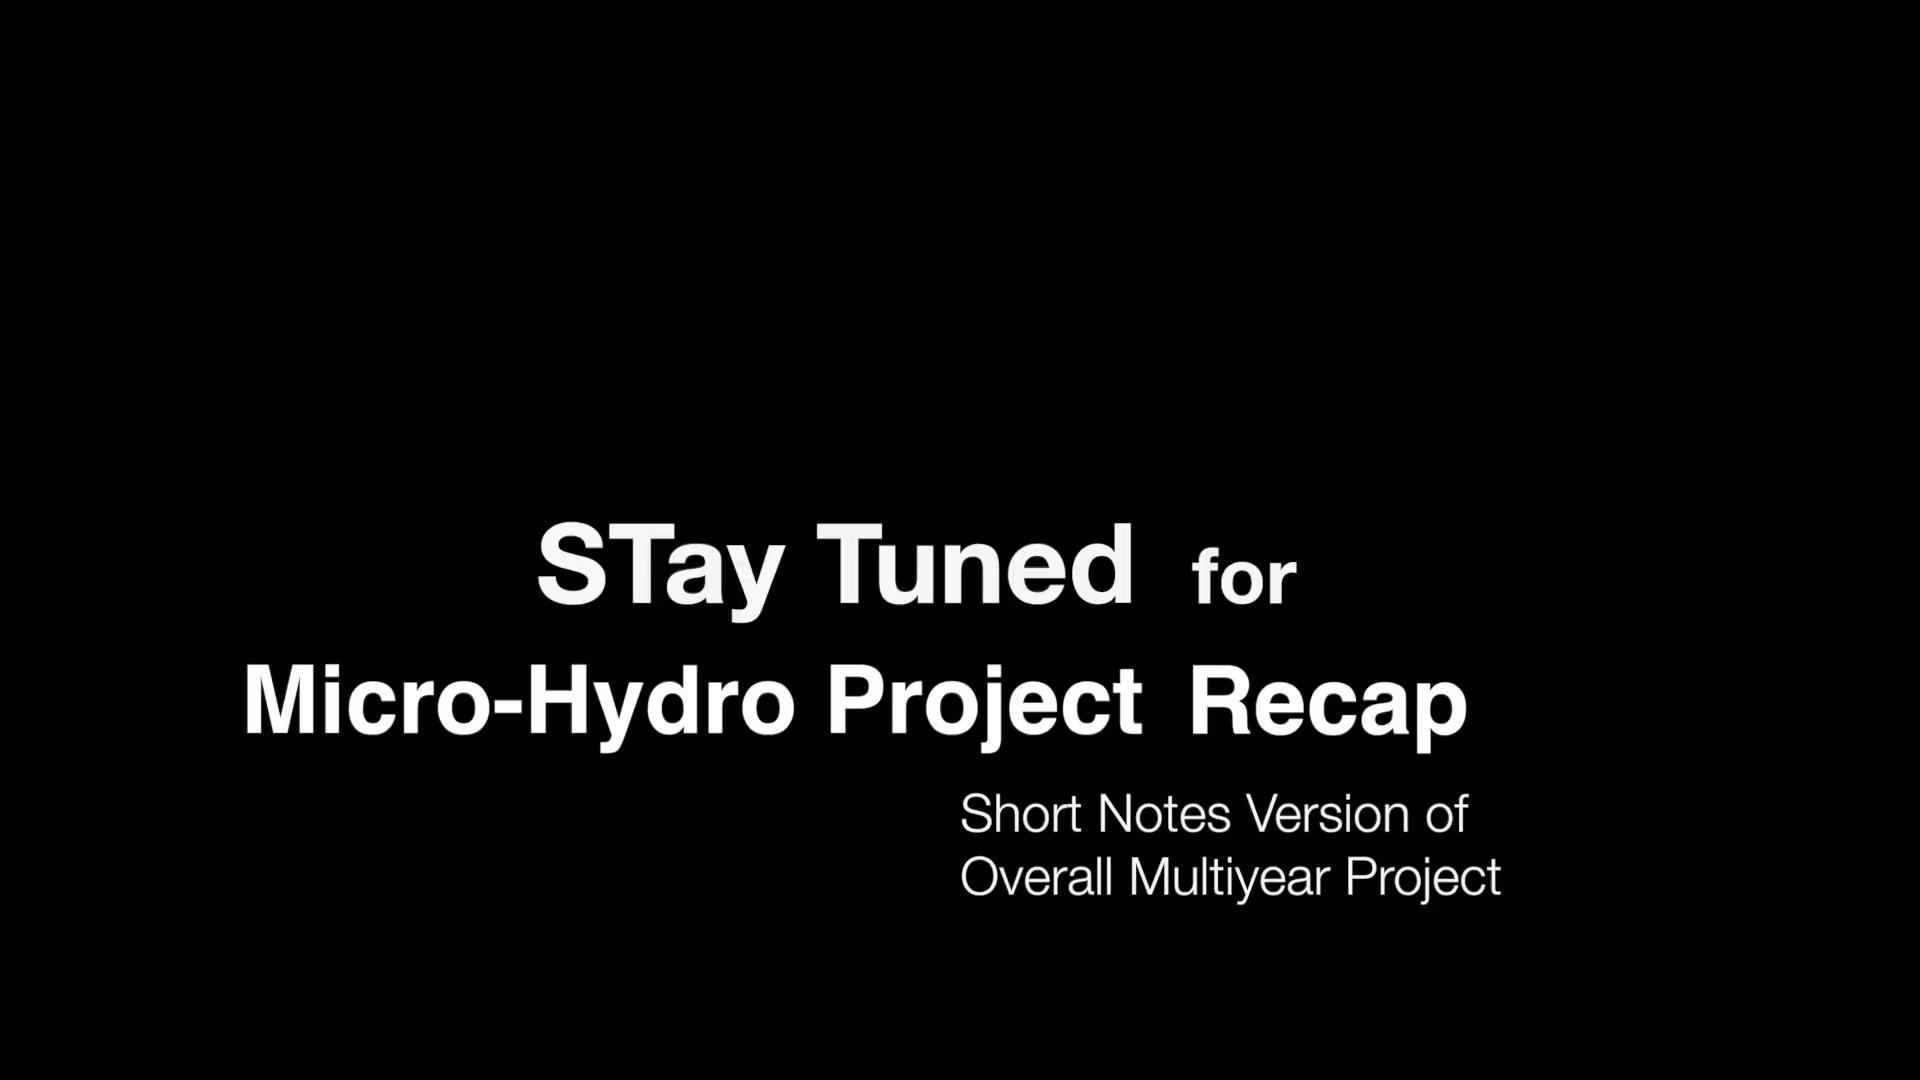 STay Tuned for
Micro-Hydro Project Recap
Short Notes Version of
Overall Multiyear Project